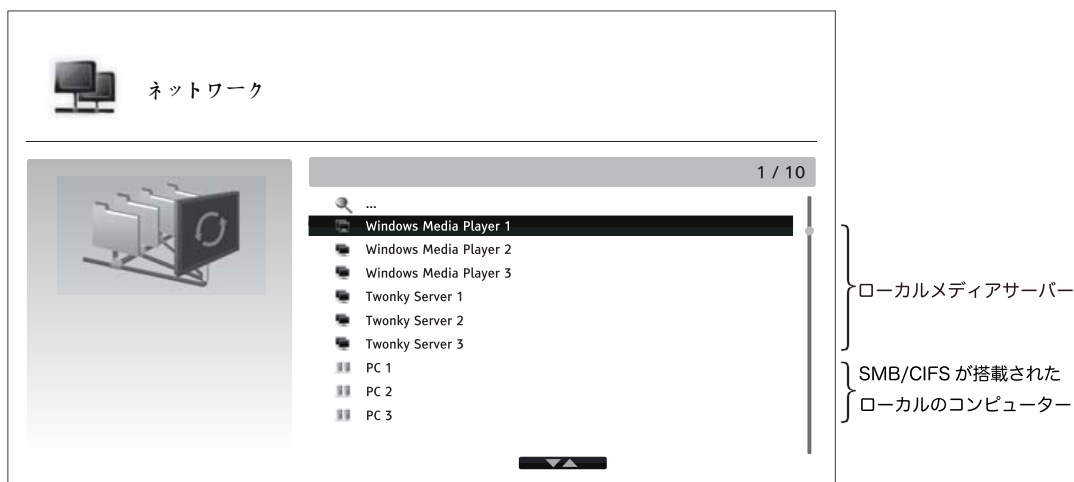 ネットワーク
1 / 10
...
Windows Media Player 1
Windows Media Player 2
Windows Media Player 3
Twonky Server 1
Twonky Server 2
Twonky Server 3
PC 1
PC 2
PC 3
ローカルメディアサーバー
SMB/CIFS が搭載された
ローカルのコンピューター